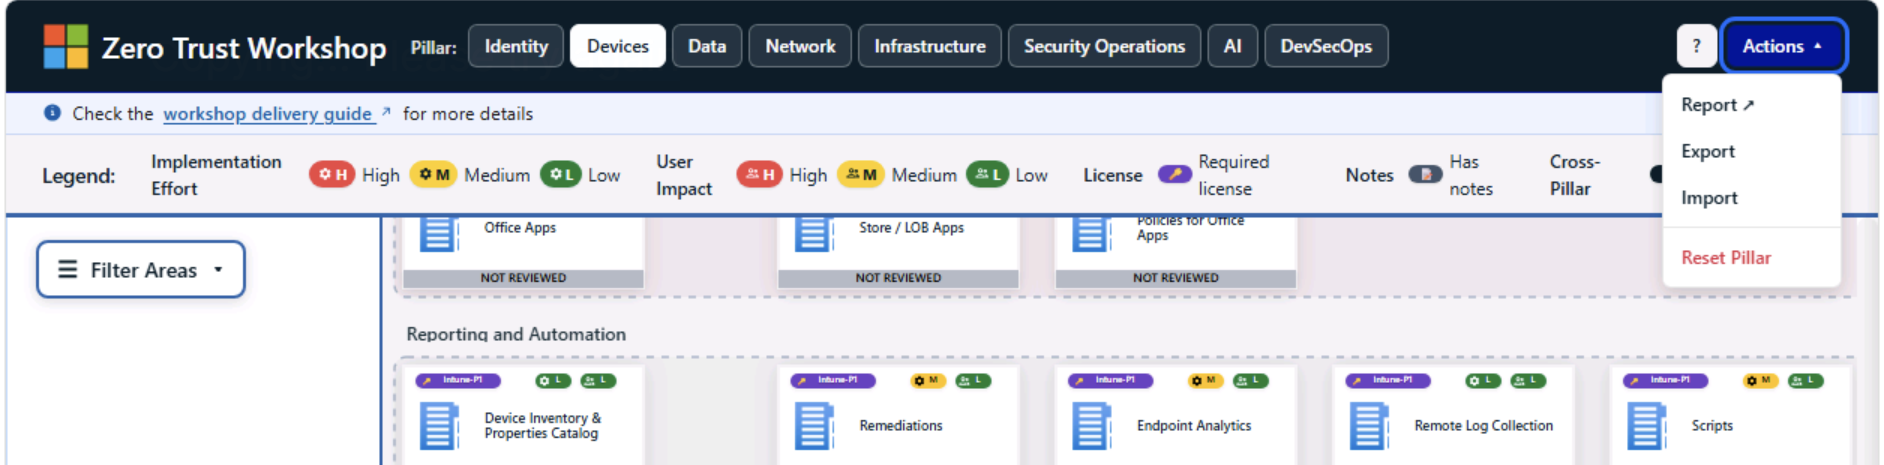 Zero Trust Workshop
Pillar:
Identity
Devices
Data
Network
Infrastructure
Security Operations
AI
DevSecOps
?
Actions
Report ↗
Export
Import
Reset Pillar
Check the workshop delivery guide ↗ for more details
Legend:
Implementation
Effort
H High
M Medium
L Low
User
Impact
H High
M Medium
L Low
License
Required
license
Notes
Has
notes
Cross-
Pillar
Filter Areas
Office Apps
NOT REVIEWED
Store / LOB Apps
NOT REVIEWED
Policies for Office
Apps
NOT REVIEWED
Reporting and Automation
Intune-P1 L L
Device Inventory &
Properties Catalog
Intune-P1 M L
Remediations
Intune-P1 M L
Endpoint Analytics
Intune-P1 L L
Remote Log Collection
Intune-P1 M L
Scripts